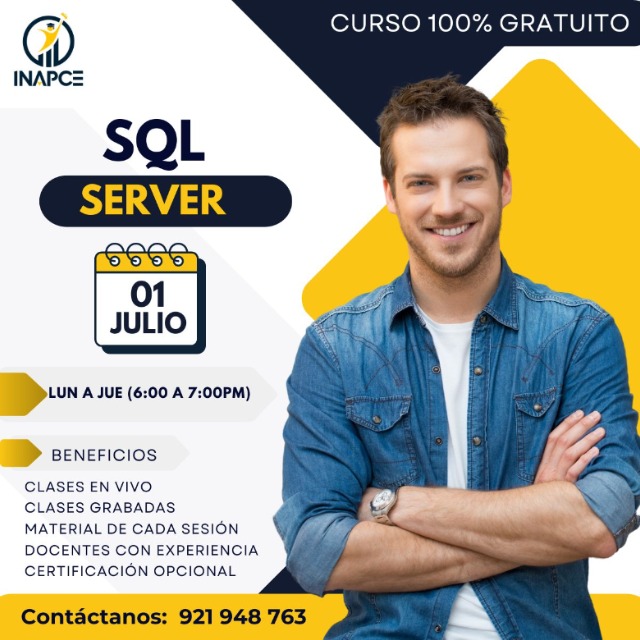 CURSO 100% GRATUITO
INAPCE
SQL
SERVER
01
JULIO
LUN A JUE (6:00 A 7:00PM)
BENEFICIOS
CLASES EN VIVO
CLASES GRABADAS
MATERIAL DE CADA SESIÓN
DOCENTES CON EXPERIENCIA
CERTIFICACIÓN OPCIONAL
Contáctanos: 921 948 763